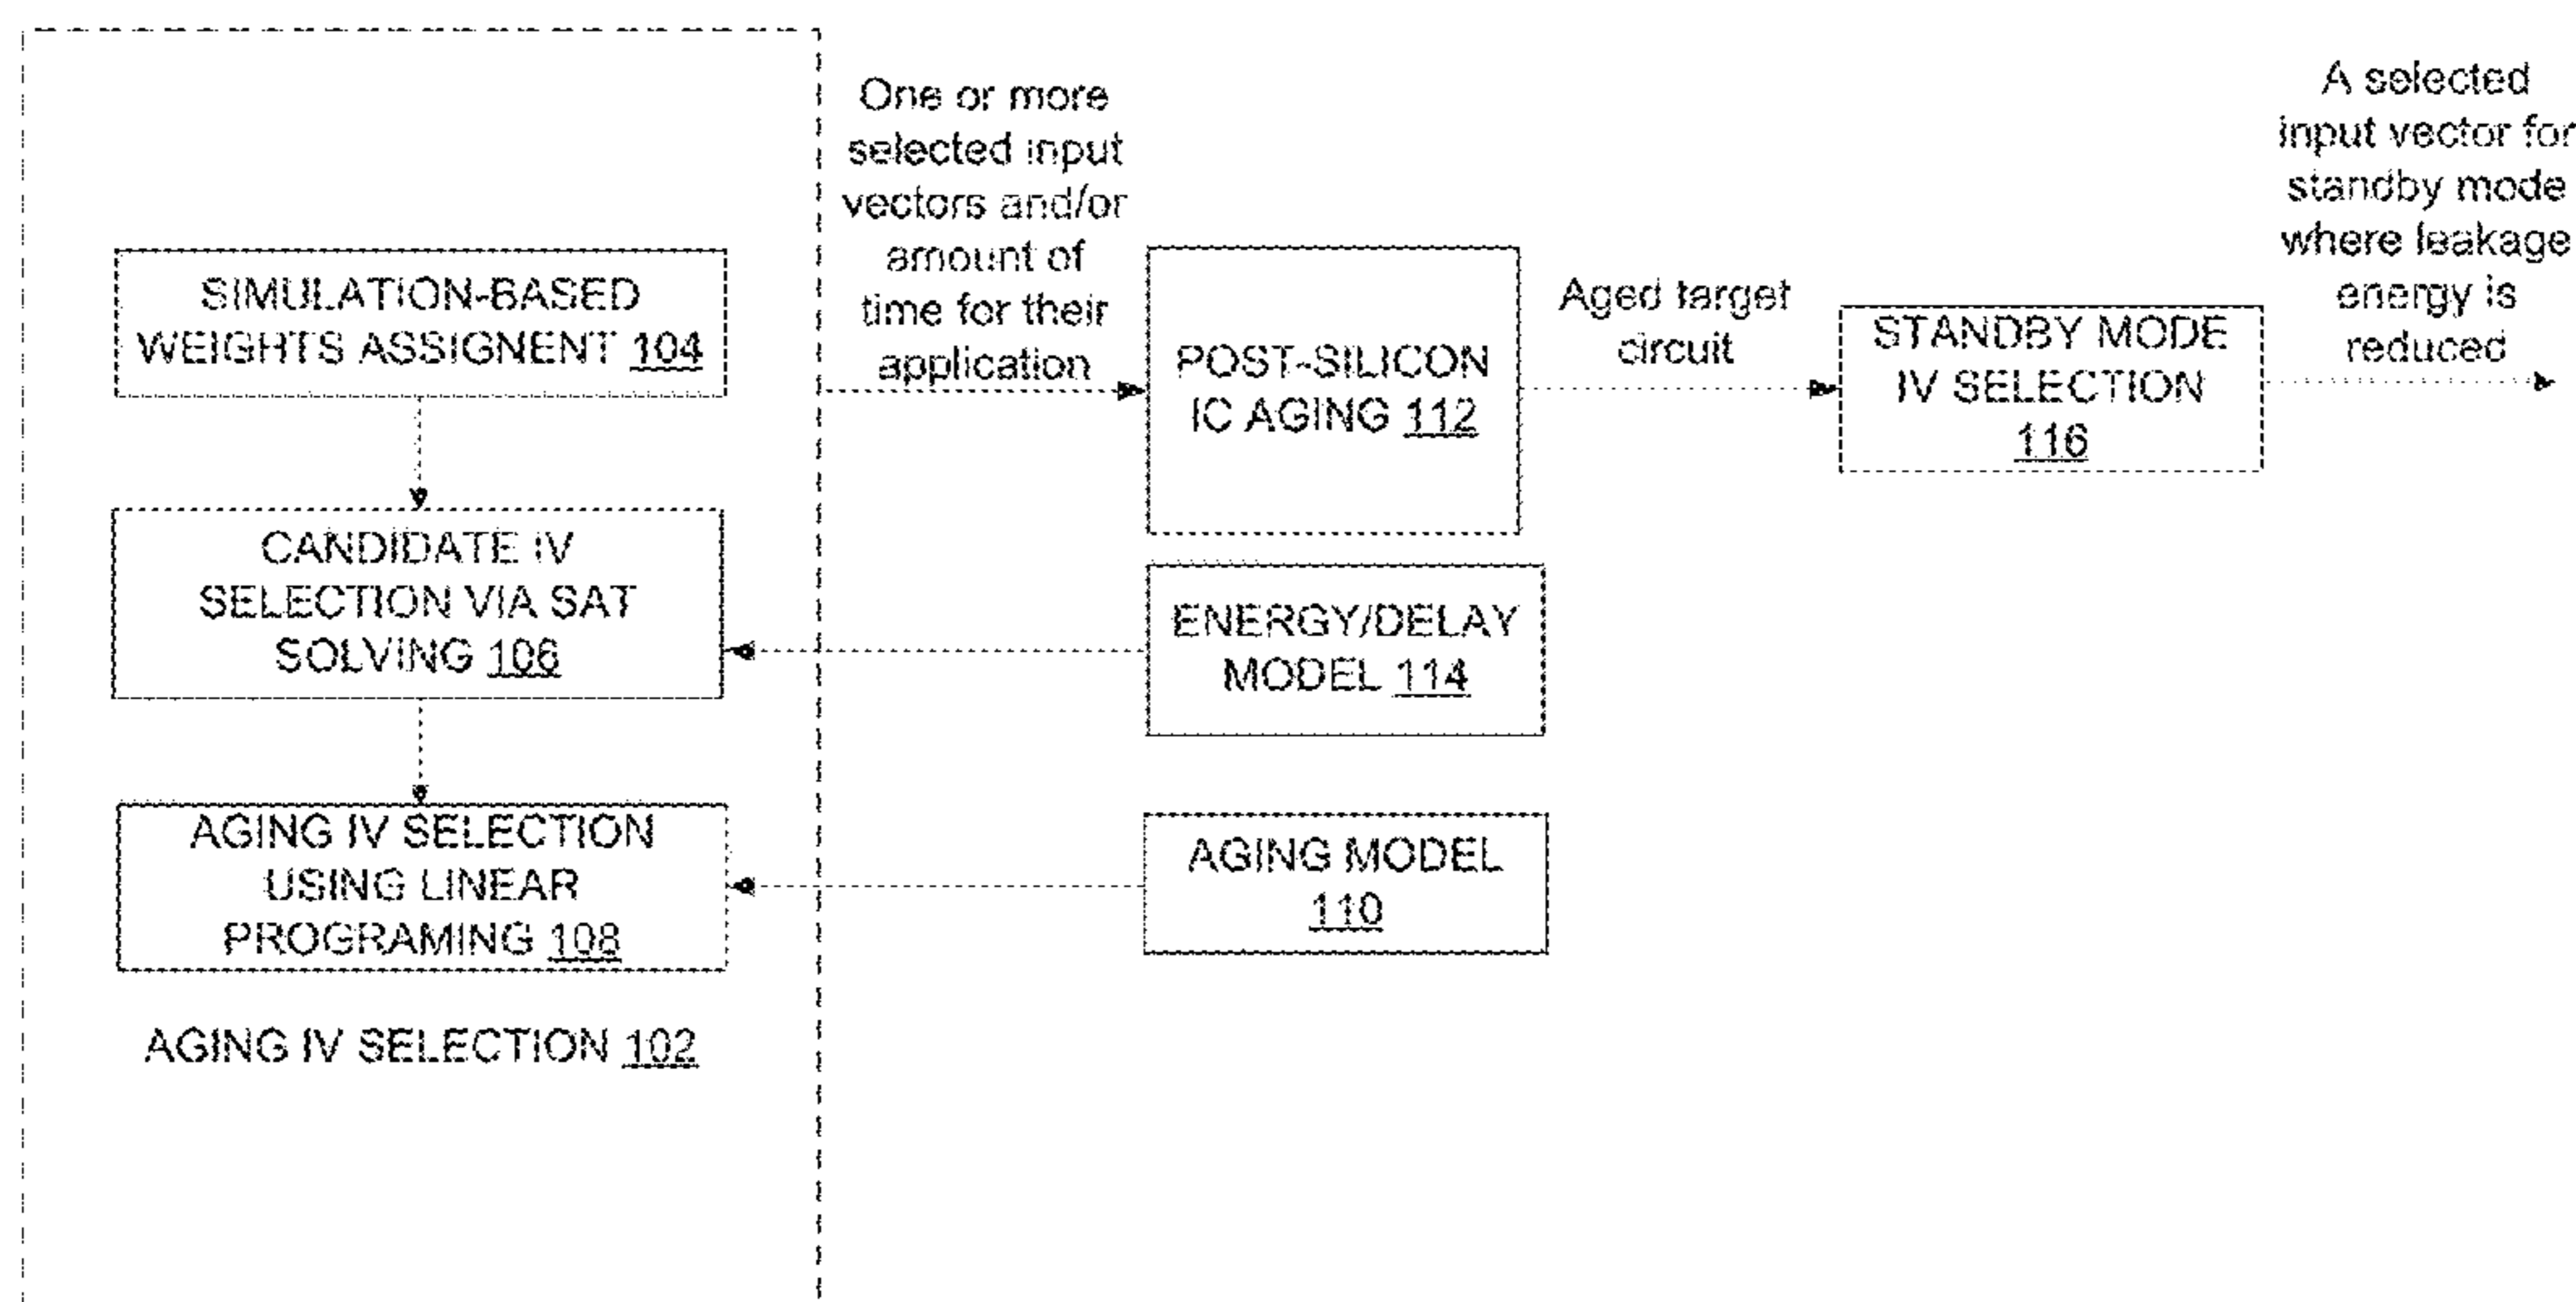 SIMULATION-BASED
WEIGHTS ASSIGNENT 104
CANDIDATE IV
SELECTION VIA SAT
SOLVING 106
AGING IV SELECTION
USING LINEAR
PROGRAMING 108
AGING IV SELECTION 102
One or more
selected input
vectors and/or
amount of
time for their
application
POST-SILICON
IC AGING 112
ENERGY/DELAY
MODEL 114
AGING MODEL
110
Aged target
circuit
STANDBY MODE
IV SELECTION
116
A selected
input vector for
standby mode
where leakage
energy is
reduced